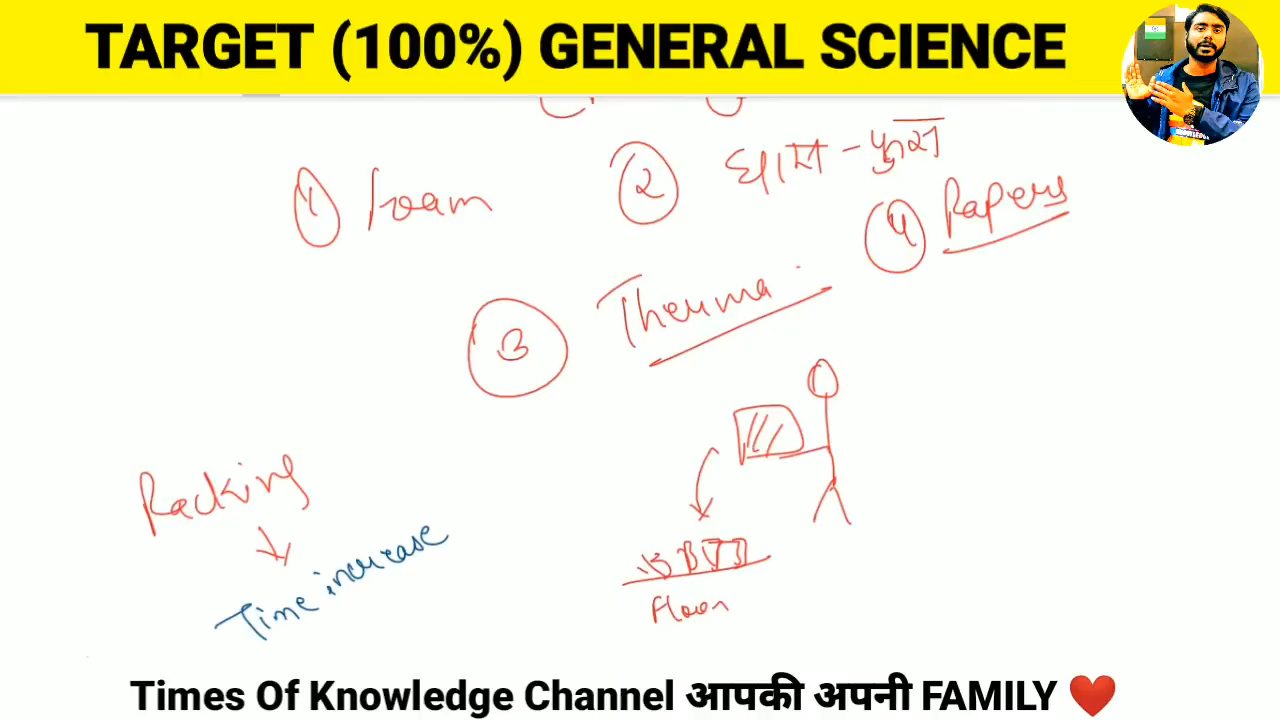 TARGET (100%) GENERAL SCIENCE
① foam ② घास - फुस
④ Papers
③ Therma
Packing
Time increase
Floor
Times Of Knowledge Channel आपकी अपनी FAMILY ❤️